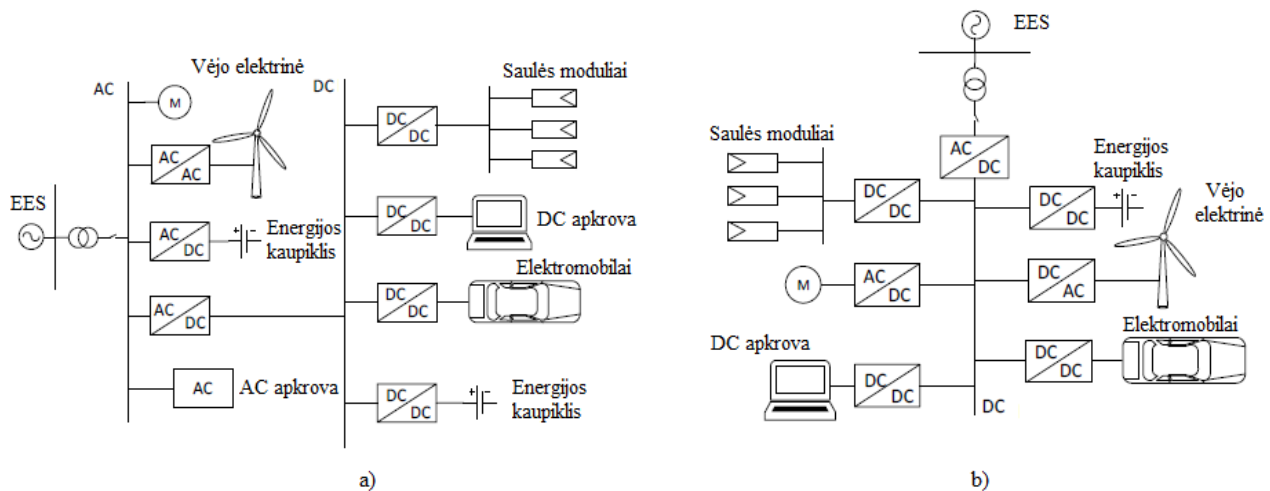 Vėjo elektrinė
AC
M
AC
AC
EES
AC
DC
Energijos
kaupiklis
AC
DC
AC
AC apkrova
DC
Saulės moduliai
DC
DC
DC
DC
DC apkrova
Elektromobilai
DC
DC
DC
DC
Energijos
kaupiklis
a)
EES
AC
DC
Saulės moduliai
DC
DC
Energijos
kaupiklis
DC
DC
Vėjo
elektrinė
M
AC
DC
DC
AC
DC apkrova
DC
DC
Elektromobilai
DC
DC
DC
b)